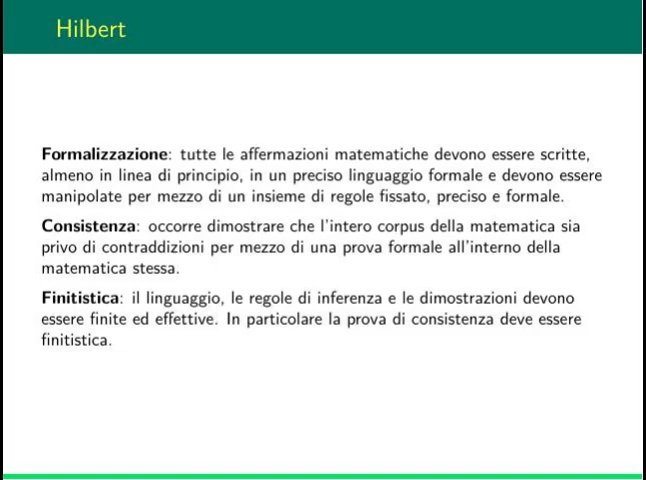 Hilbert
Formalizzazione: tutte le affermazioni matematiche devono essere scritte,
almeno in linea di principio, in un preciso linguaggio formale e devono essere
manipolate per mezzo di un insieme di regole fissato, preciso e formale.
Consistenza: occorre dimostrare che l'intero corpus della matematica sia
privo di contraddizioni per mezzo di una prova formale all'interno della
matematica stessa.
Finitistica: il linguaggio, le regole di inferenza e le dimostrazioni devono
essere finite ed effettive. In particolare la prova di consistenza deve essere
finitistica.